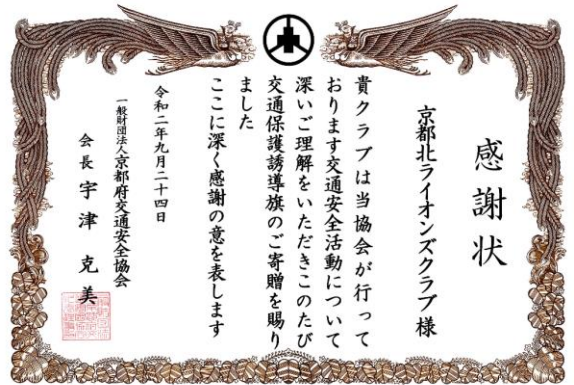 感謝状
京都北ライオンズクラブ様
貴クラブは当協会が行って
おります交通安全活動について
深いご理解をいただきこのたび
交通保護誘導旗のご寄贈を賜り
ました
ここに深く感謝の意を表します
令和二年九月二十四日
一般財団法人京都府交通安全協会
会長宇津克美